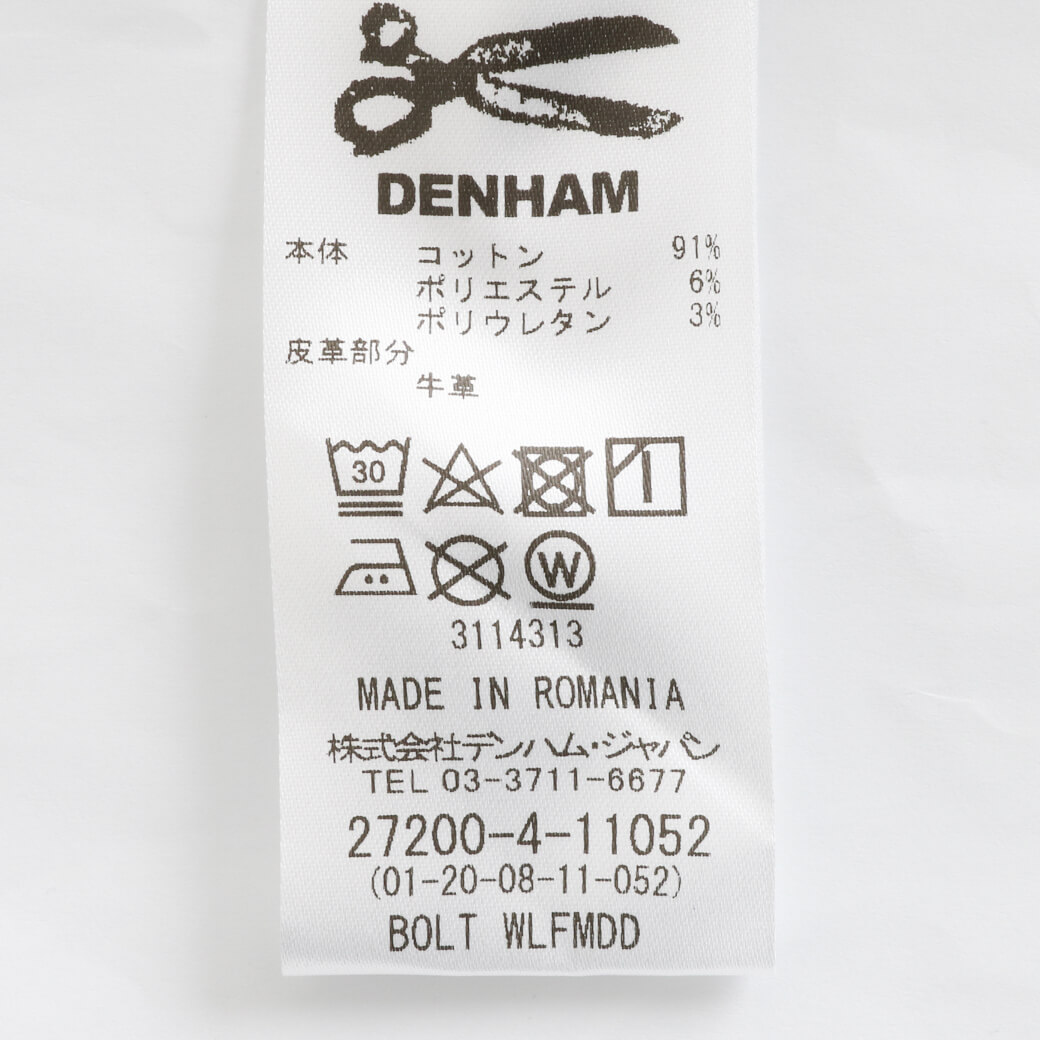 DENHAM
本体 コットン 91%
ポリエステル 6%
ポリウレタン 3%
皮革部分
牛革
30
W
3114313
MADE IN ROMANIA
株式会社デンハム・ジャパン
TEL 03-3711-6677
27200-4-11052
(01-20-08-11-052)
BOLT WLFMDD